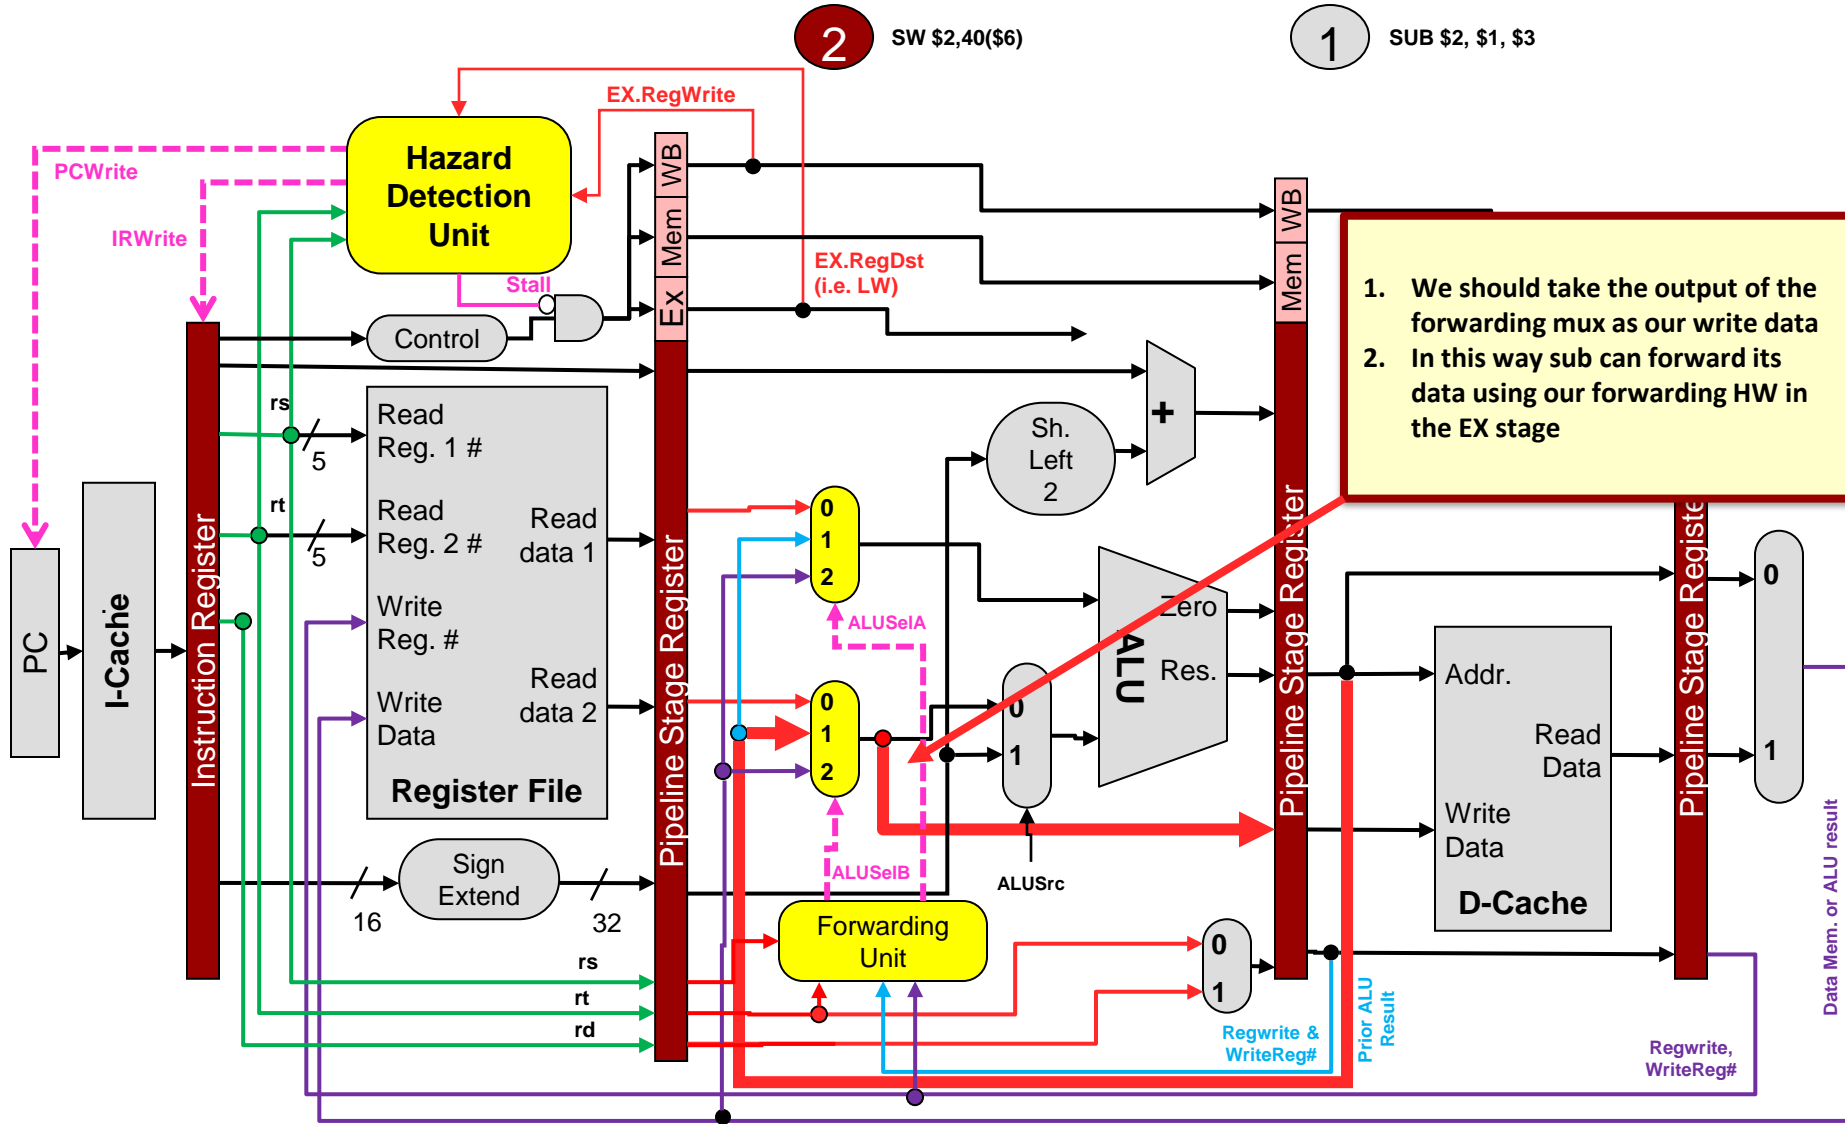 2
SW $2,40($6)
1
SUB $2, $1, $3
EX.RegWrite
Hazard
Detection
Unit
PCWrite
IRWrite
Stall
EX.RegDst
(i.e. LW)
WB
Mem
Ex
WB
Mem
1. We should take the output of the
forwarding mux as our write data
2. In this way sub can forward its
data using our forwarding HW in
the EX stage
Control
rs
5
rt
5
Read
Reg. 1 #
Read
Reg. 2 #
Write
Reg. #
Write
Data
Read
data 1
Read
data 2
Register File
PC
I-Cache
Instruction Register
Pipeline Stage Register
Sign
Extend
16
32
rs
rt
rd
0
1
2
ALUSelA
0
1
2
ALUSelB
Forwarding
Unit
Sh.
Left
2
+
0
1
ALUSrc
ALU
Zero
Res.
0
1
Pipeline Stage Register
Regwrite &
WriteReg#
Prior ALU
Result
Addr.
Read
Data
Write
Data
D-Cache
Pipeline Stage Register
0
1
Regwrite,
WriteReg#
Data Mem. or ALU result